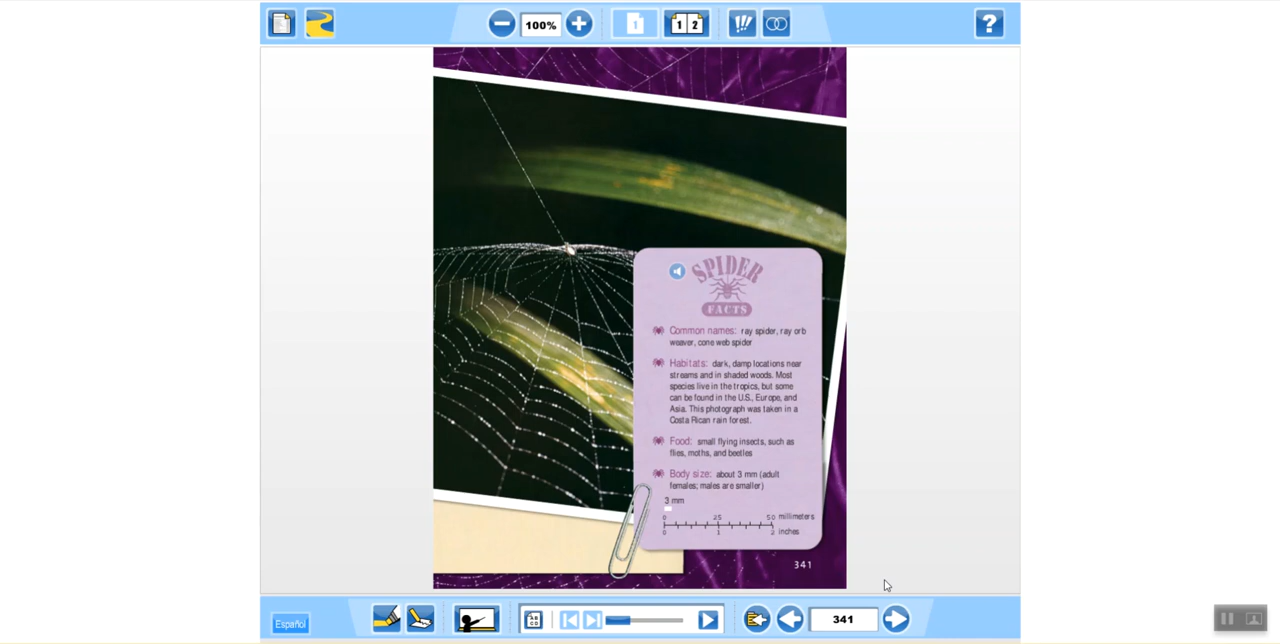 100%
1
1 2
!!!
?
SPIDER
FACTS
Common names: ray spider, ray orb
weaver, cone web spider
Habitats: dark, damp locations near
streams and in shaded woods. Most
species live in the tropics, but some
can be found in the U.S., Europe, and
Asia. This photograph was taken in a
Costa Rican rain forest.
Food: small flying insects, such as
flies, moths, and beetles
Body size: about 3 mm (adult
females; males are smaller)
3 mm
0 25 50 millimeters
0 1 2 inches
341
Español
341